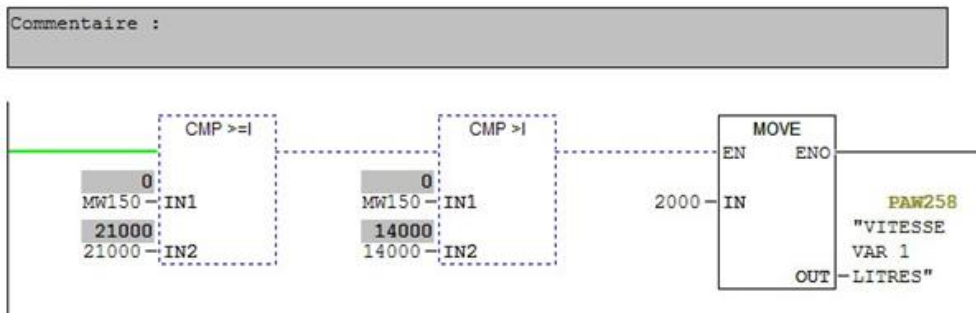 Commentaire :
CMP >=I
CMP >I
MOVE
EN ENO
0
0
MW150 IN1
MW150 IN1
2000 IN
PAW258
21000
14000
"VITESSE
21000 IN2
14000 IN2
VAR 1
OUT LITRES"